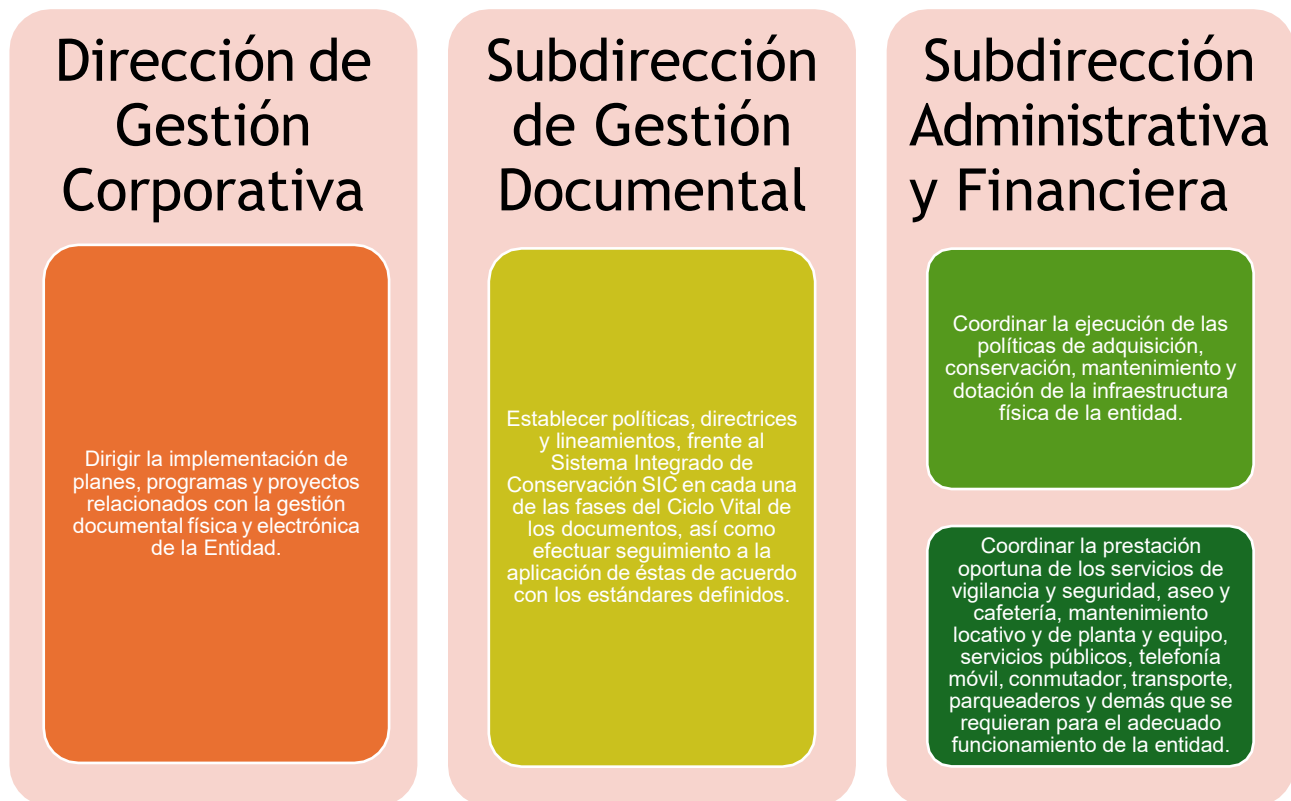 Dirección de
Gestión
Corporativa
Dirigir la implementación de
planes, programas y proyectos
relacionados con la gestión
documental física y electrónica
de la Entidad.
Subdirección
de Gestión
Documental
Establecer políticas, directrices
y lineamientos, frente al
Sistema Integrado de
Conservación SIC en cada una
de las fases del Ciclo Vital de
los documentos, así como
efectuar seguimiento a la
aplicación de éstas de acuerdo
con los estándares definidos.
Subdirección
Administrativa
y Financiera
Coordinar la ejecución de las
políticas de adquisición,
conservación, mantenimiento y
dotación de la infraestructura
física de la entidad.
Coordinar la prestación
oportuna de los servicios de
vigilancia y seguridad, aseo y
cafetería, mantenimiento
locativo y de planta y equipo,
servicios públicos, telefonía
móvil, conmutador, transporte,
parqueaderos y demás que se
requieran para el adecuado
funcionamiento de la entidad.